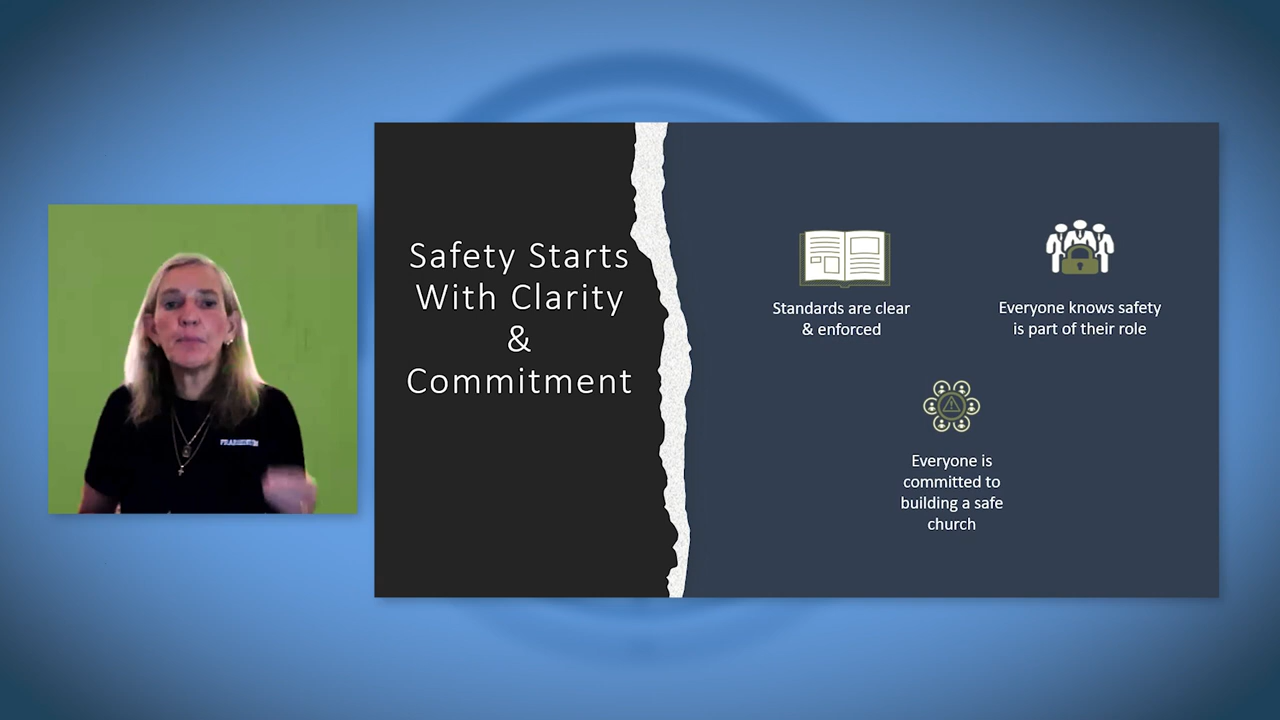 Safety Starts
With Clarity
&
Commitment
Standards are clear
& enforced
Everyone knows safety
is part of their role
Everyone is
committed to
building a safe
church